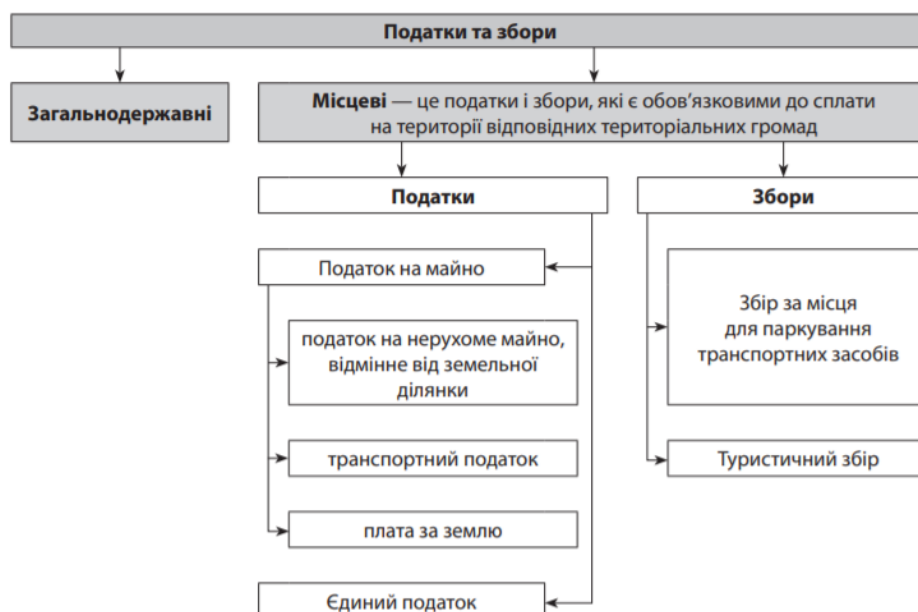 Податки та збори
Загальнодержавні
Місцеві — це податки і збори, які є обов’язковими до сплати
на території відповідних територіальних громад
Податки
Збори
Податок на майно
податок на нерухоме майно,
відмінне від земельної
ділянки
транспортний податок
плата за землю
Єдиний податок
Збір за місця
для паркування
транспортних засобів
Туристичний збір